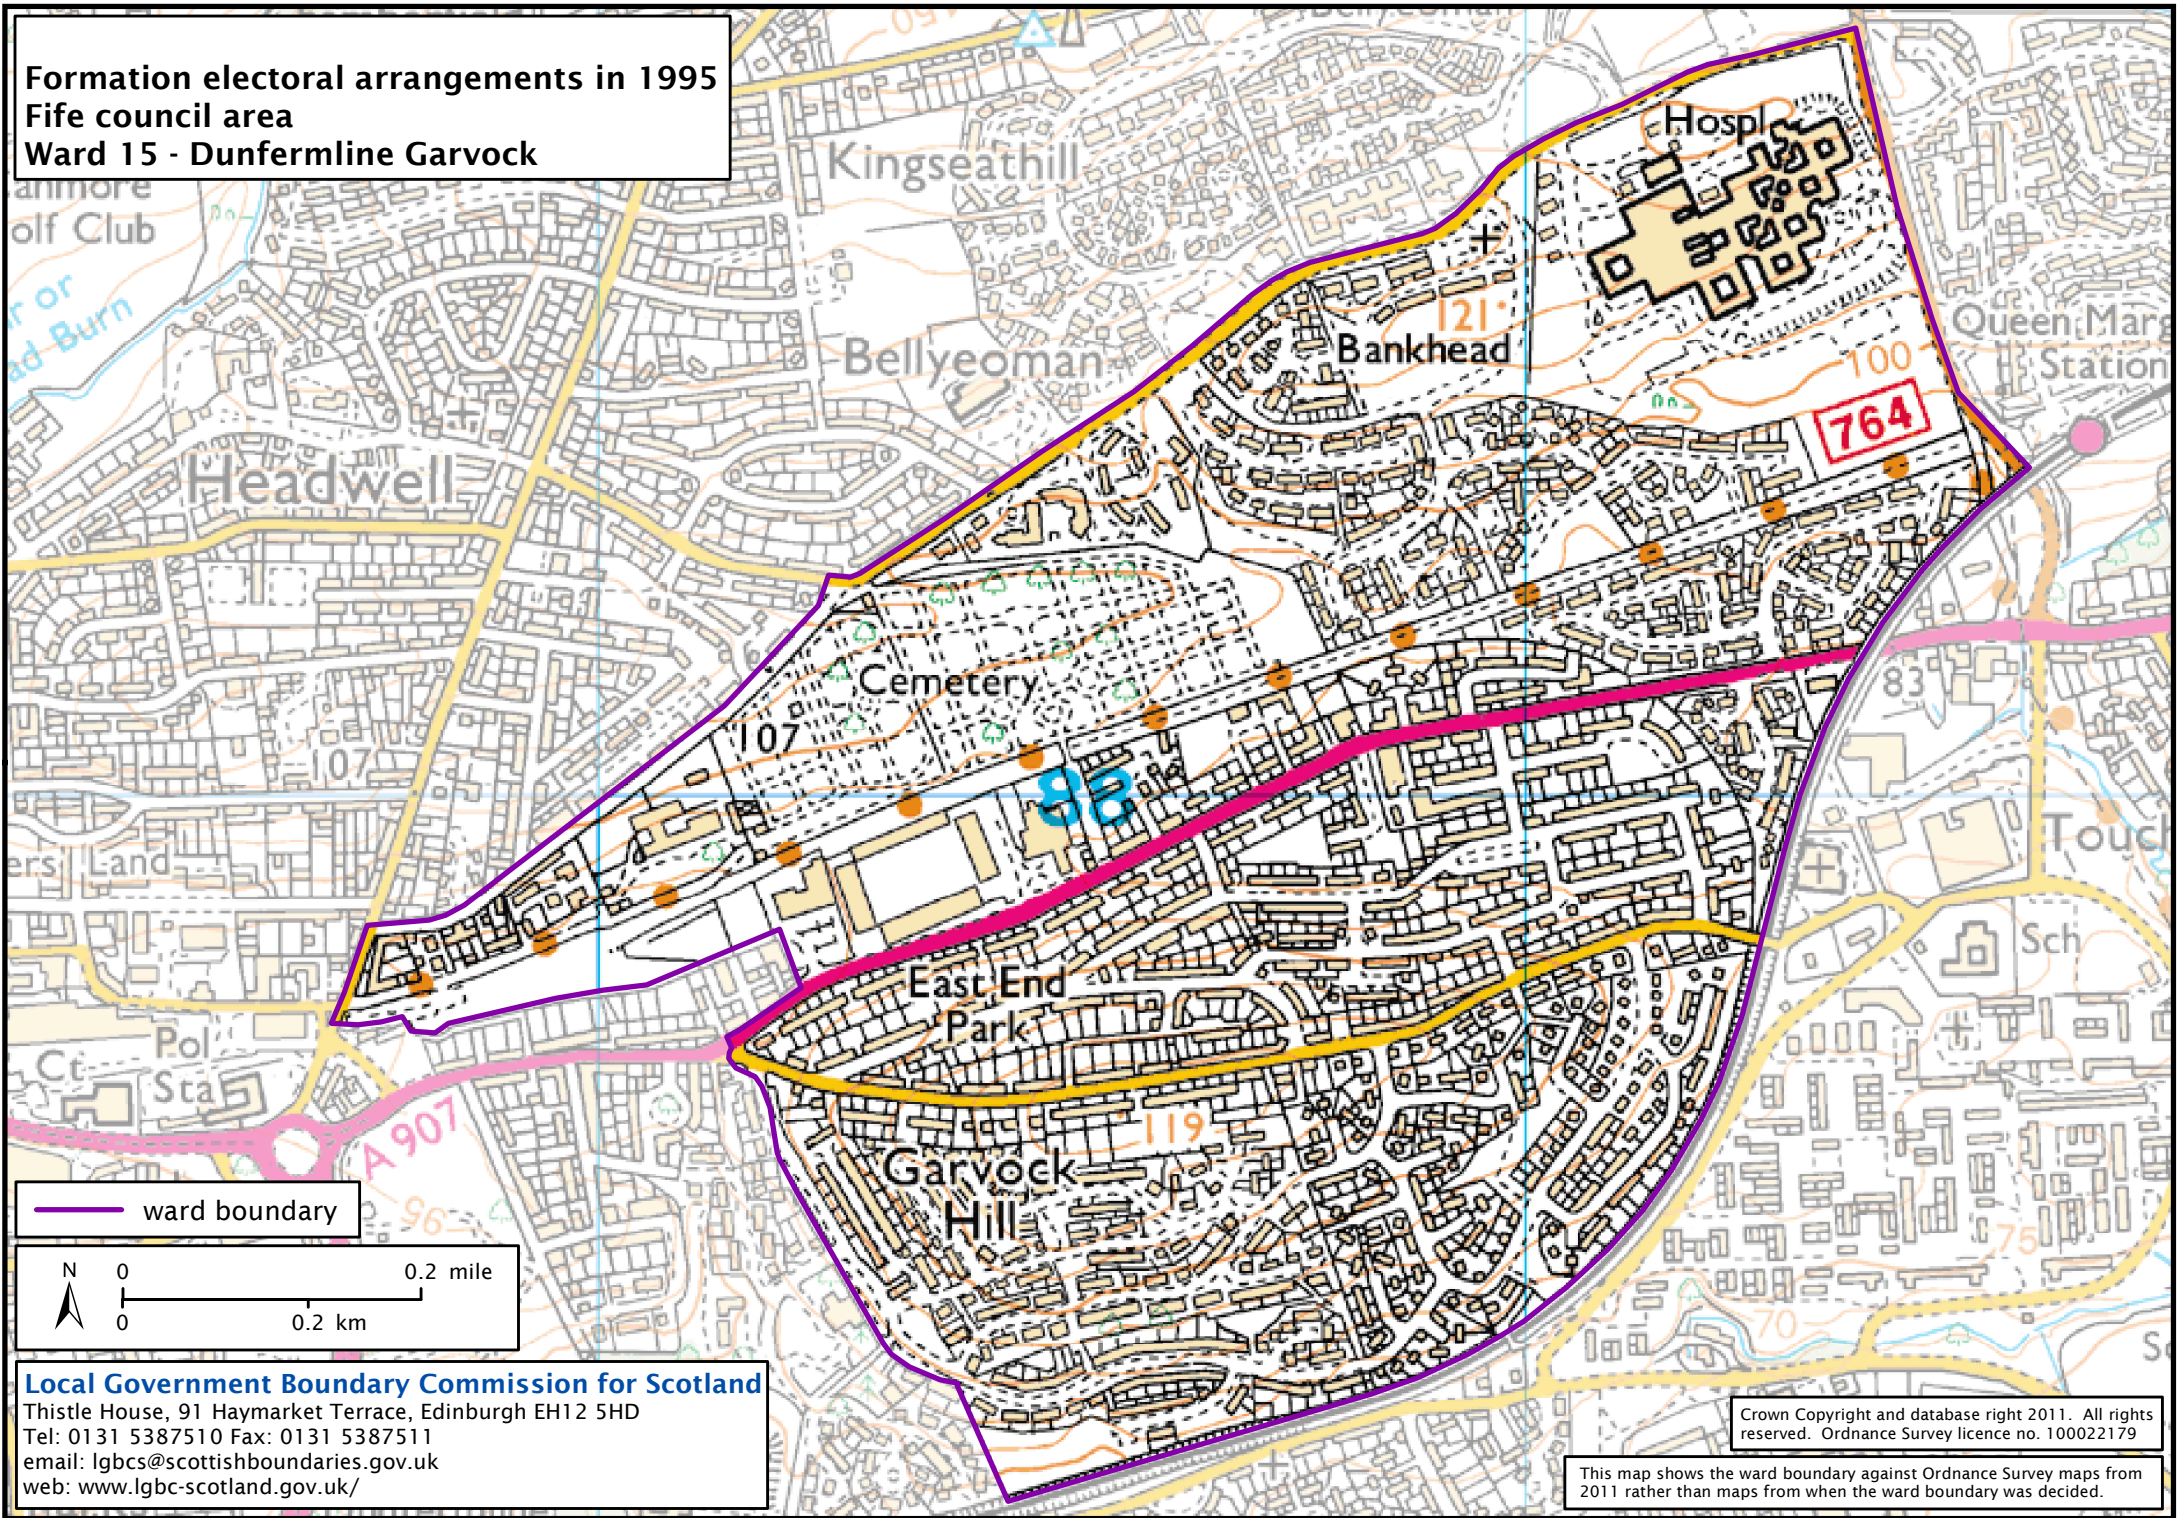 Formation electoral arrangements in 1995
Fife council area
Ward 15 - Dunfermline Garvock
olf Club
Kingseathill
Hospl
Bellyeoman
121
Bankhead
Queen Marg
Station
100
764
Headwell
Cemetery
107
107
88
83
Touch
Land
East End
Park
Sch
Pol
Sta
Ct
A 907
119
Garvock
Hill
96
75
70
ward boundary
N 0 0.2 mile
0 0.2 km
Local Government Boundary Commission for Scotland
Thistle House, 91 Haymarket Terrace, Edinburgh EH12 5HD
Tel: 0131 5387510 Fax: 0131 5387511
email: lgbcs@scottishboundaries.gov.uk
web: www.lgbc-scotland.gov.uk/
Crown Copyright and database right 2011. All rights
reserved. Ordnance Survey licence no. 100022179
This map shows the ward boundary against Ordnance Survey maps from
2011 rather than maps from when the ward boundary was decided.